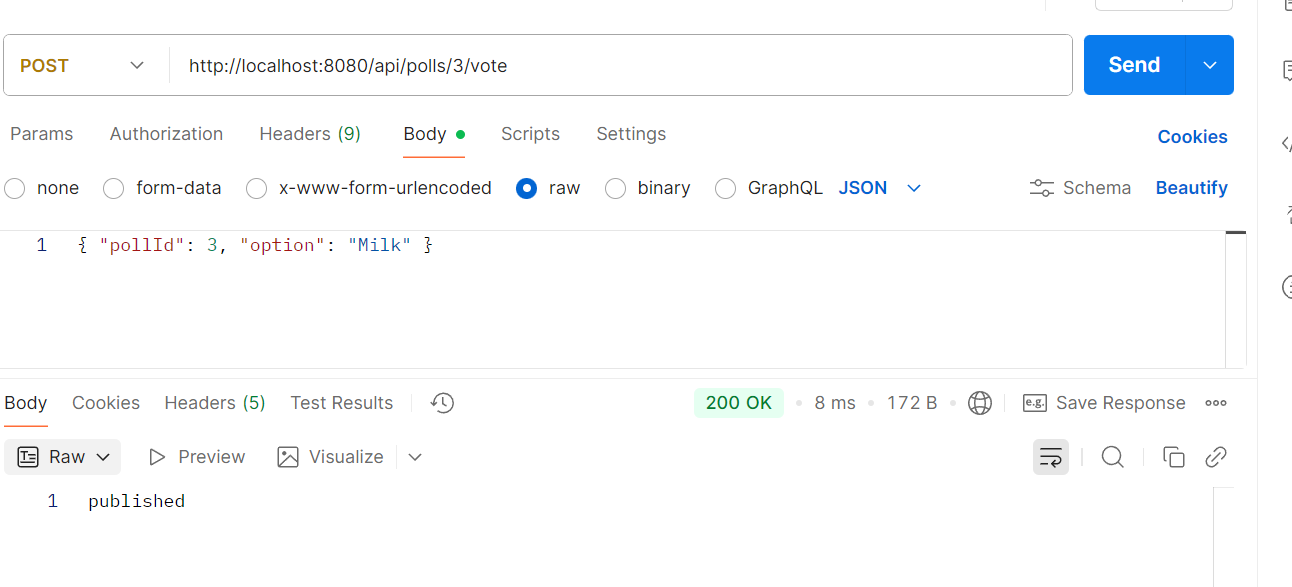 POST http://localhost:8080/api/polls/3/vote Send
Params Authorization Headers (9) Body Scripts Settings Cookies
none form-data x-www-form-urlencoded raw binary GraphQL JSON Schema Beautify
1 { "pollId": 3, "option": "Milk" }
Body Cookies Headers (5) Test Results 200 OK • 8 ms • 172 B • e.g. Save Response
Raw Preview Visualize
1 published